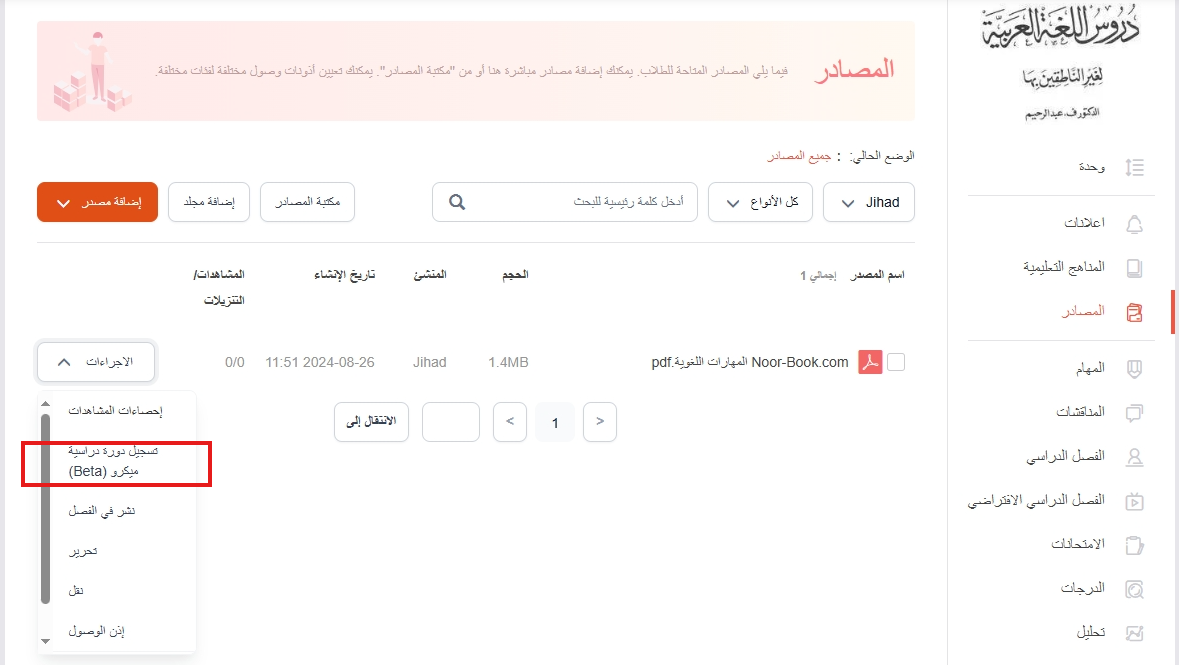 دروس اللغة العربية
لغير الناطقين بها
الدكتور ف. عبد الرحيم
وحدة
اعلانات
المناهج التعليمية
المصادر
المهام
المناقشات
الفصل الدراسي
الفصل الدراسي الافتراضي
الامتحانات
الدرجات
تحليل
المصادر
فيما يلي المصادر المتاحة للطلاب. يمكنك إضافة مصادر مباشرة هنا أو من "مكتبة المصادر". يمكنك تعيين أذونات وصول مختلفة لفئات مختلفة.
الوضع الحالي: : جميع المصادر
Jihad كل الأنواع أدخل كلمة رئيسية للبحث مكتبة المصادر إضافة مجلد إضافة مصدر
اسم المصدر إجمالي 1 الحجم المنشئ تاريخ الإنشاء المشاهدات/
التنزيلات
Noor-Book.com المهارات اللغوية.pdf 1.4MB Jihad 2024-08-26 11:51 0/0 الاجراءات
< 1 > الانتقال إلى
إحصاءات المشاهدات
تسجيل دورة دراسية
ميكرو (Beta)
نشر في الفصل
تحرير
نقل
إذن الوصول